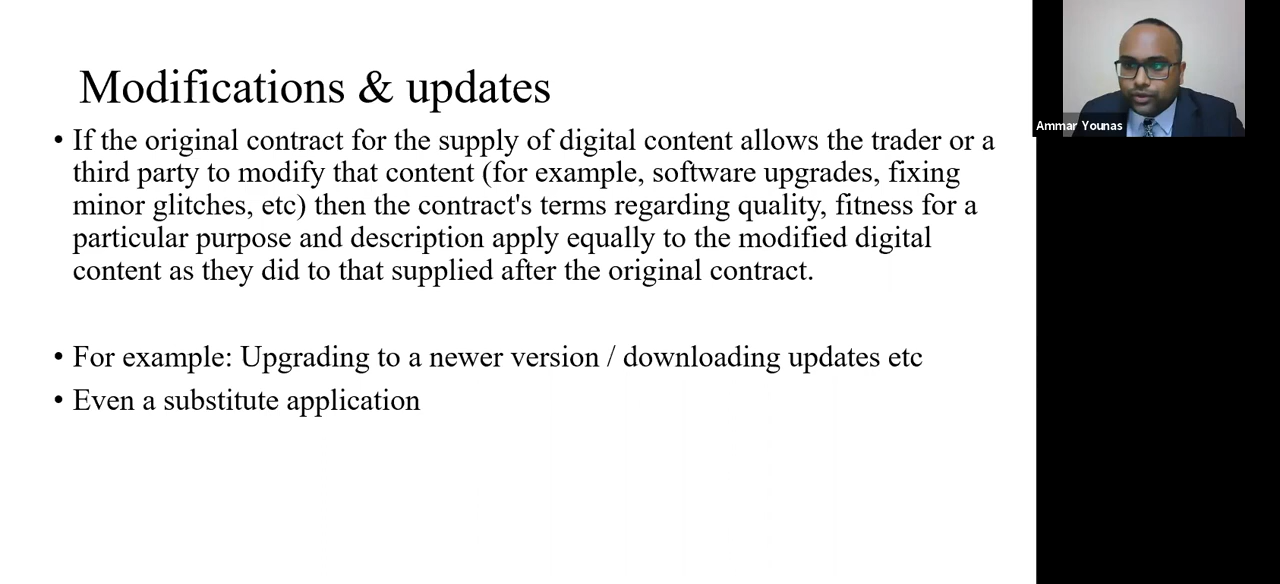 Modifications & updates
• If the original contract for the supply of digital content allows the trader or a
third party to modify that content (for example, software upgrades, fixing
minor glitches, etc) then the contract's terms regarding quality, fitness for a
particular purpose and description apply equally to the modified digital
content as they did to that supplied after the original contract.
• For example: Upgrading to a newer version / downloading updates etc
• Even a substitute application
Ammar Younas